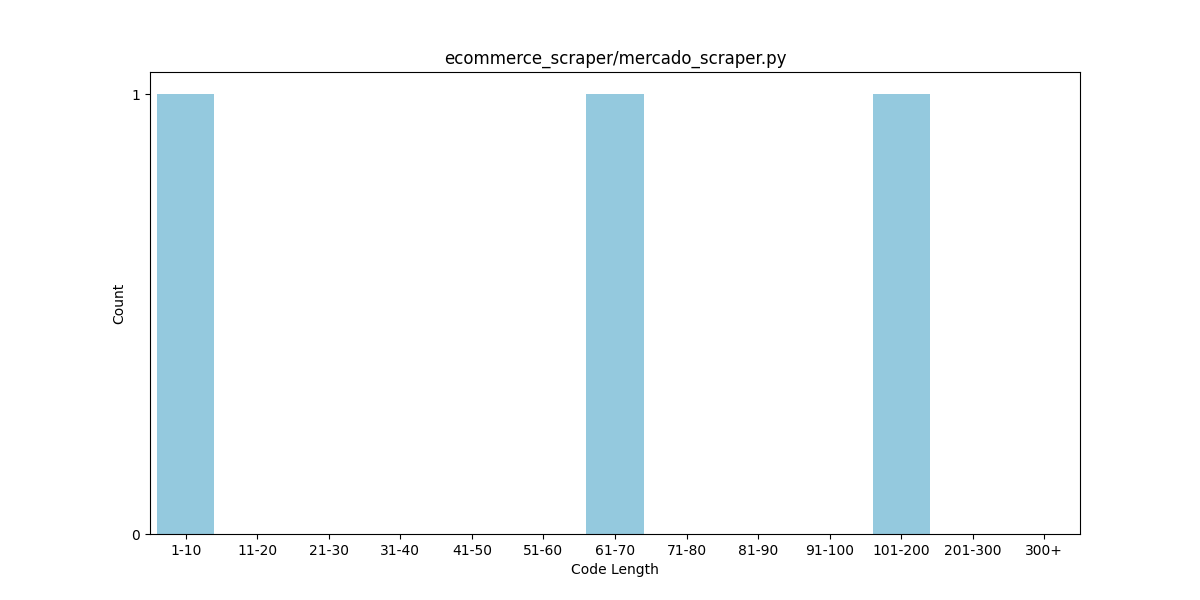 ecommerce_scraper/mercado_scraper.py
1
Count
0
1-10 11-20 21-30 31-40 41-50 51-60 61-70 71-80 81-90 91-100 101-200 201-300 300+
Code Length